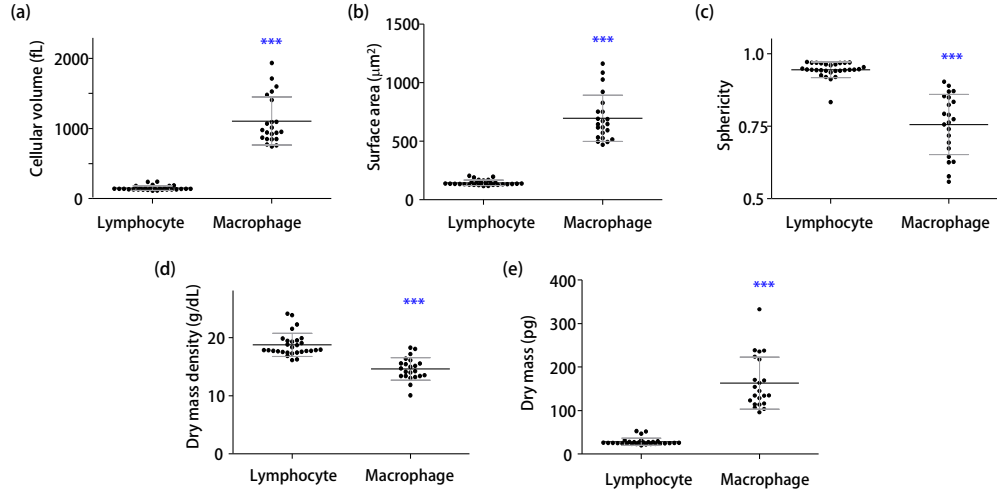 (a)
Cellular volume (fL)
2000
1000
0
***
Lymphocyte Macrophage
(b)
Surface area (μm²)
1500
1000
500
0
***
Lymphocyte Macrophage
(c)
Sphericity
1.0
0.75
0.5
***
Lymphocyte Macrophage
(d)
Dry mass density (g/dL)
20
10
0
***
Lymphocyte Macrophage
(e)
Dry mass (pg)
400
300
200
100
0
***
Lymphocyte Macrophage